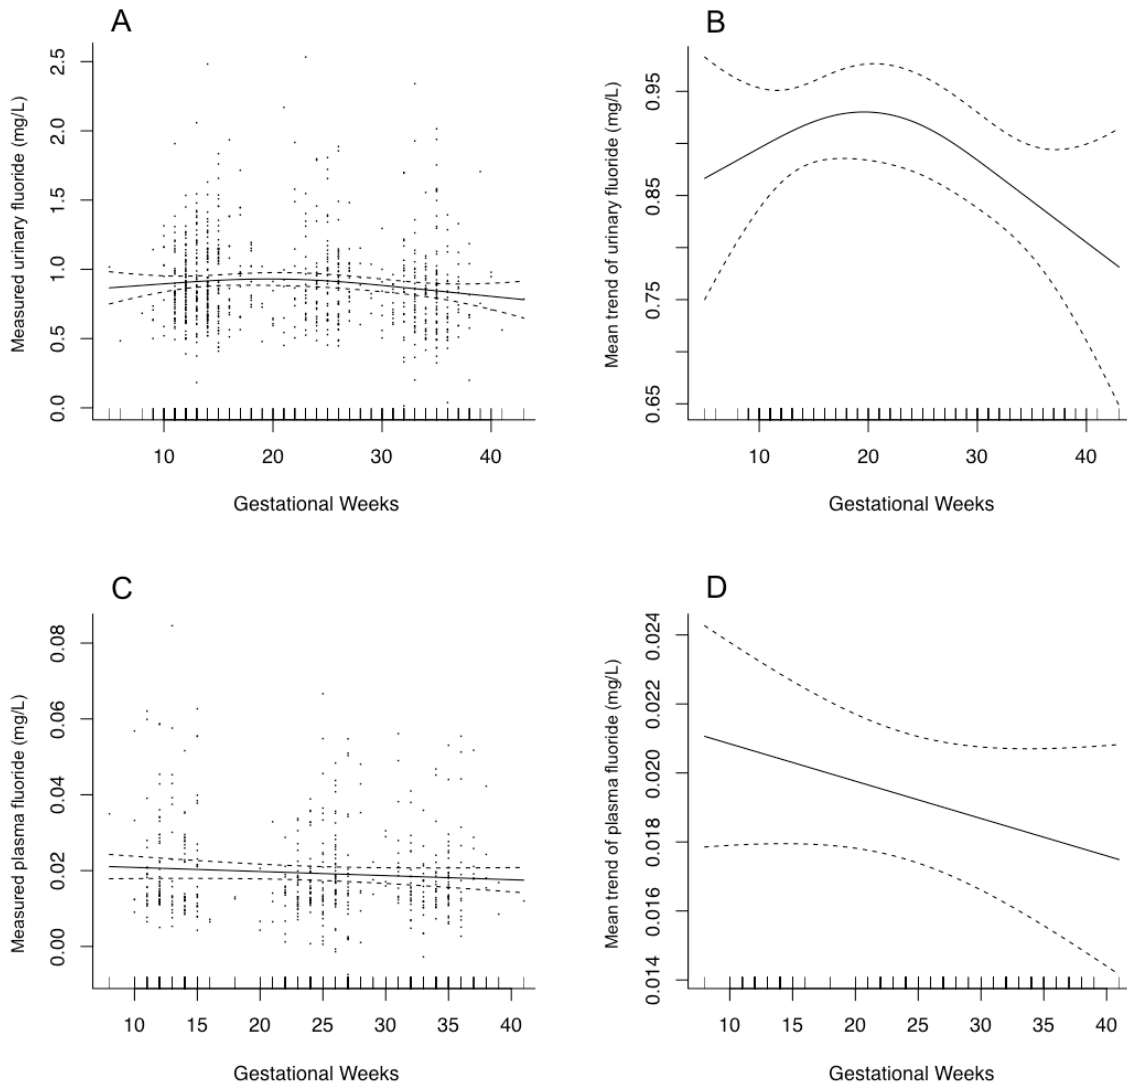 A
Measured urinary fluoride (mg/L)
2.5
2.0
1.5
1.0
0.5
0.0
10 20 30 40
Gestational Weeks
B
Mean trend of urinary fluoride (mg/L)
0.95
0.85
0.75
0.65
10 20 30 40
Gestational Weeks
C
Measured plasma fluoride (mg/L)
0.08
0.06
0.04
0.02
0.00
10 15 20 25 30 35 40
Gestational Weeks
D
Mean trend of plasma fluoride (mg/L)
0.024
0.022
0.020
0.018
0.016
0.014
10 15 20 25 30 35 40
Gestational Weeks